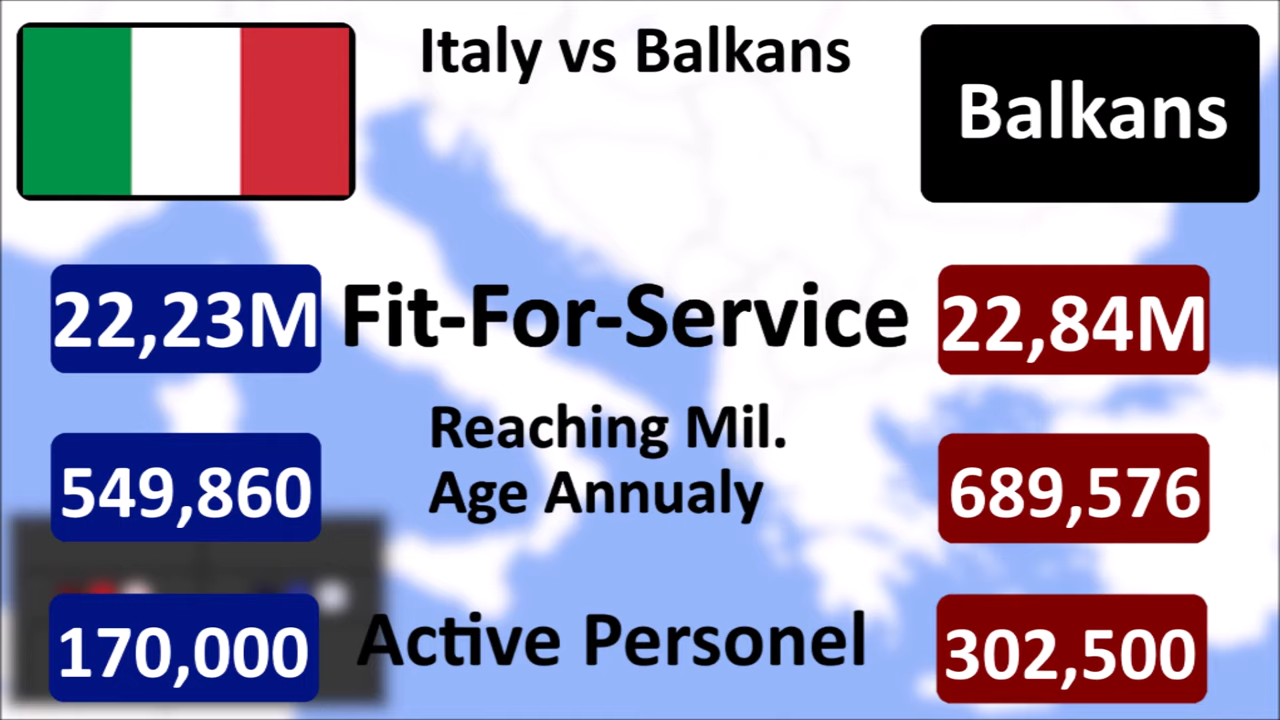 Italy vs Balkans
Balkans
22,23M Fit-For-Service 22,84M
Reaching Mil.
549,860 Age Annualy 689,576
170,000 Active Personel 302,500